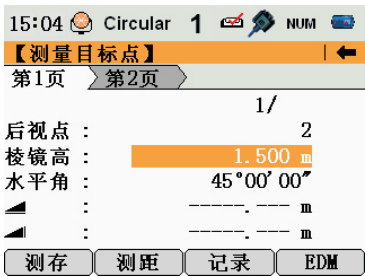 15:04 Circular 1 NUM
【测量目标点】
第1页 第2页
1/
后视点 : 2
棱镜高 : 1.500 m
水平角 : 45°00′00″
: -----.--- m
: -----.--- m
测存 测距 记录 EDM